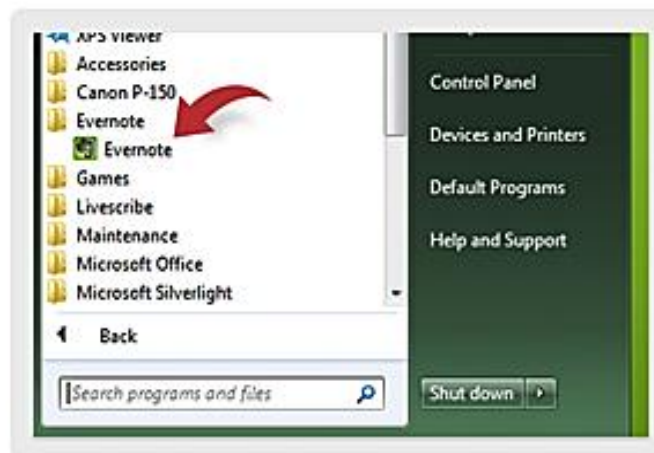 XPS Viewer
Accessories
Canon P-150
Evernote
Evernote
Games
Livescribe
Maintenance
Microsoft Office
Microsoft Silverlight
Back
Search programs and files
Control Panel
Devices and Printers
Default Programs
Help and Support
Shut down